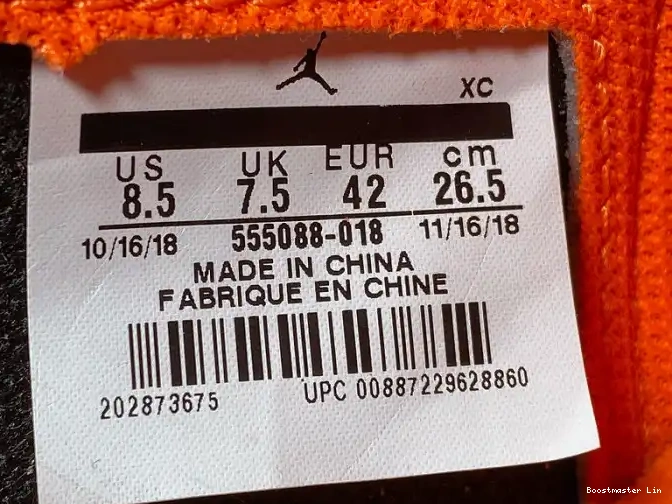 XC
US UK EUR cm
8.5 7.5 42 26.5
10/16/18 555088-018 11/16/18
MADE IN CHINA
FABRIQUE EN CHINE
202873675 UPC 00887229628860
Boostmaster Lin